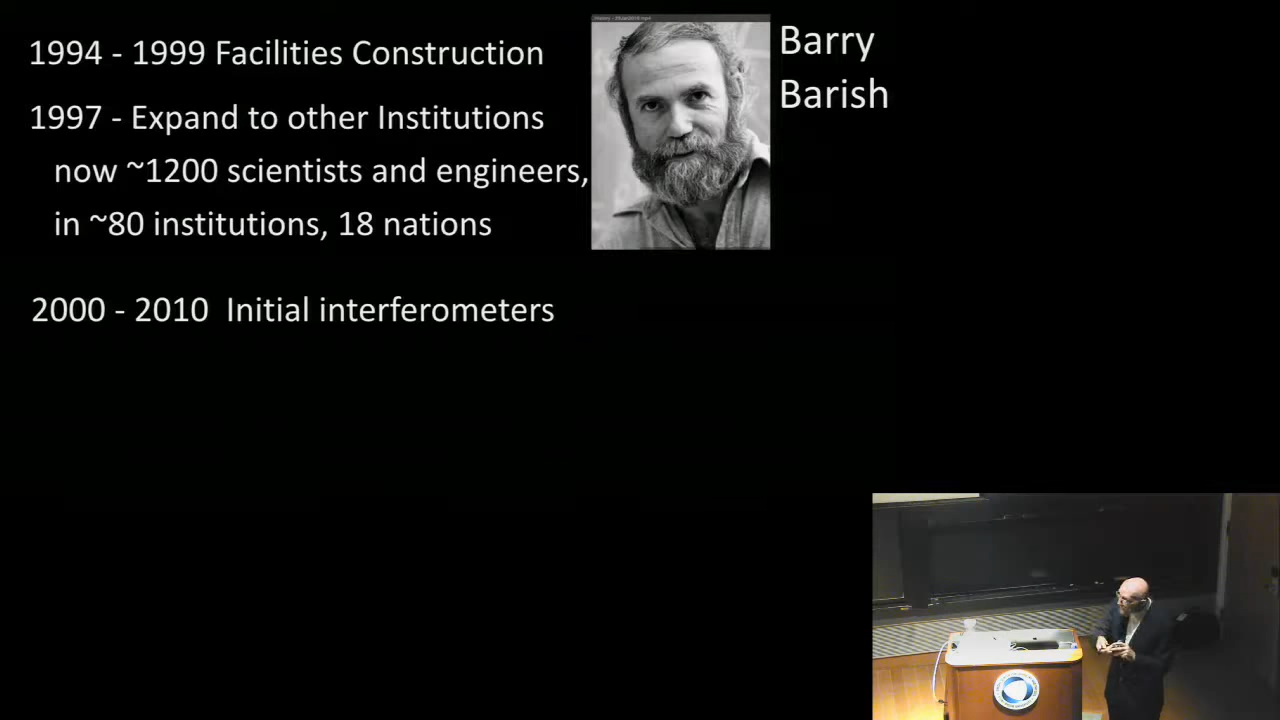 1994 - 1999 Facilities Construction
1997 - Expand to other Institutions
now ~1200 scientists and engineers,
in ~80 institutions, 18 nations
2000 - 2010 Initial interferometers
Barry
Barish